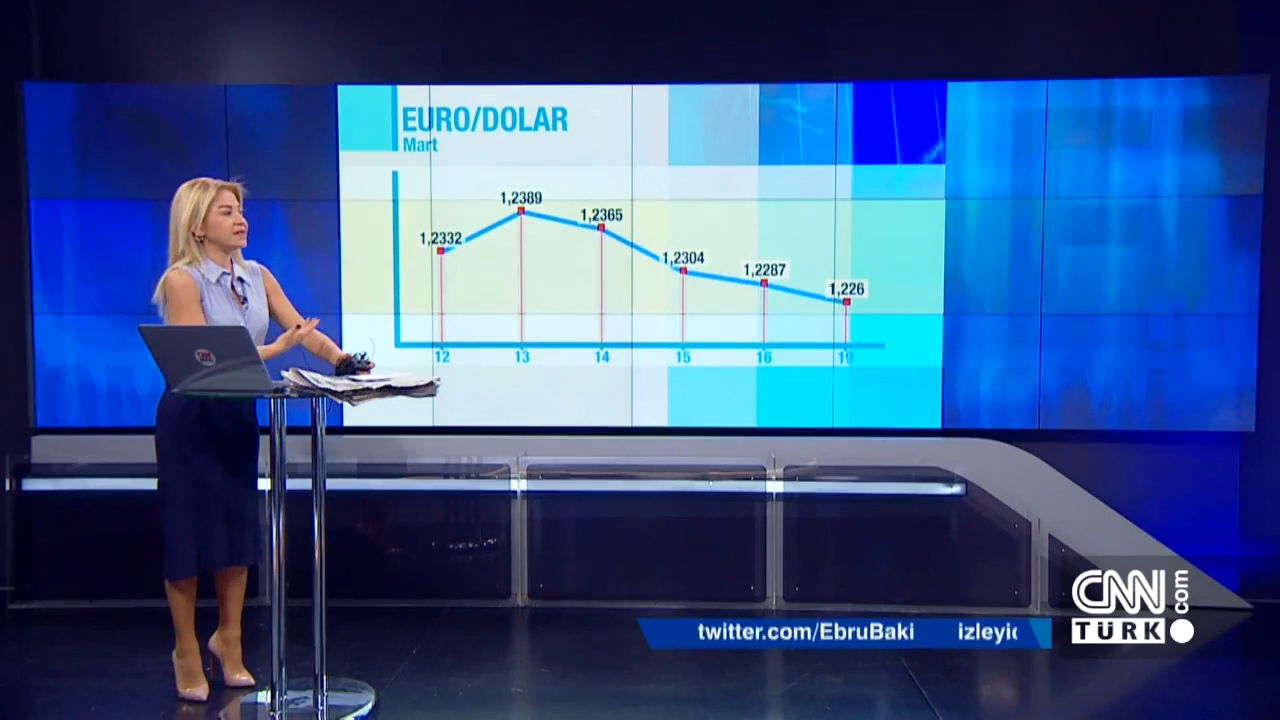 EURO/DOLAR
Mart
1,2332
1,2389
1,2365
1,2304
1,2287
1,226
12
13
14
15
16
19
twitter.com/EbruBaki izleyic
CNN
TÜRK
.com